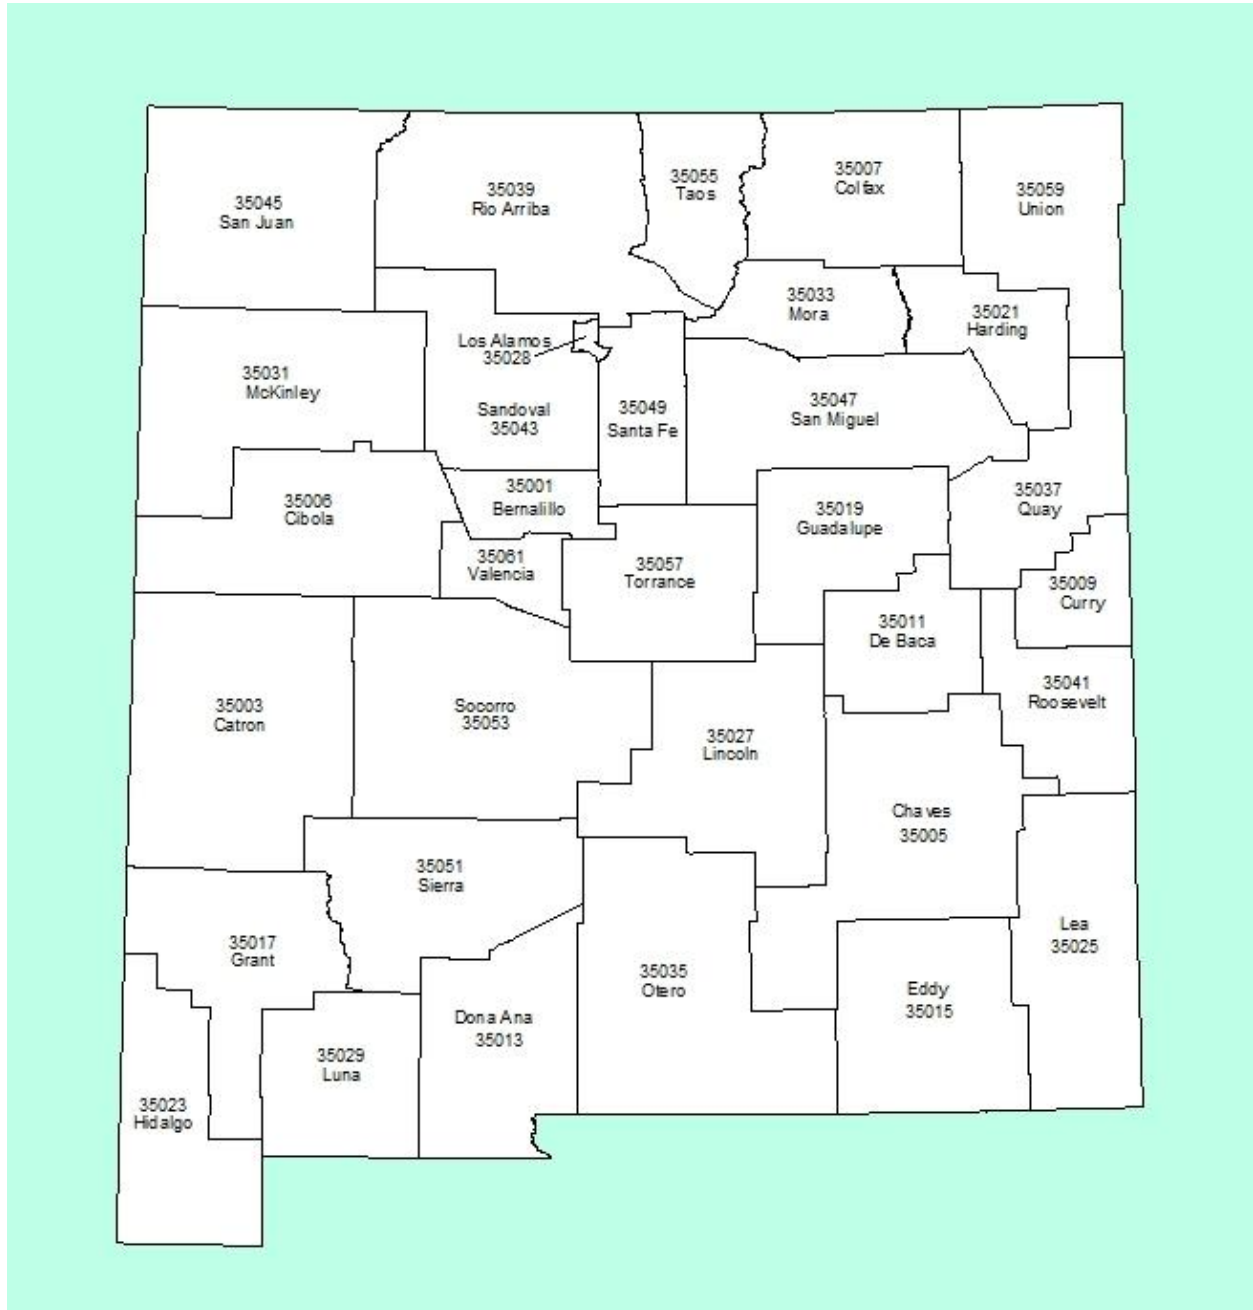 35045
San Juan
35039
Rio Arriba
35055
Taos
35007
Colfax
35059
Union
35033
Mora
35021
Harding
Los Alamos
35028
35031
McKinley
Sandoval
35043
35049
Santa Fe
35047
San Miguel
35006
Cibola
35001
Bernalillo
35019
Guadalupe
35037
Quay
35061
Valencia
35057
Torrance
35009
Curry
35011
De Baca
35003
Catron
Socorro
35053
35027
Lincoln
35041
Roosevelt
Chaves
35005
35051
Sierra
35017
Grant
35035
Otero
Lea
35025
Eddy
35015
Dona Ana
35013
35029
Luna
35023
Hidalgo